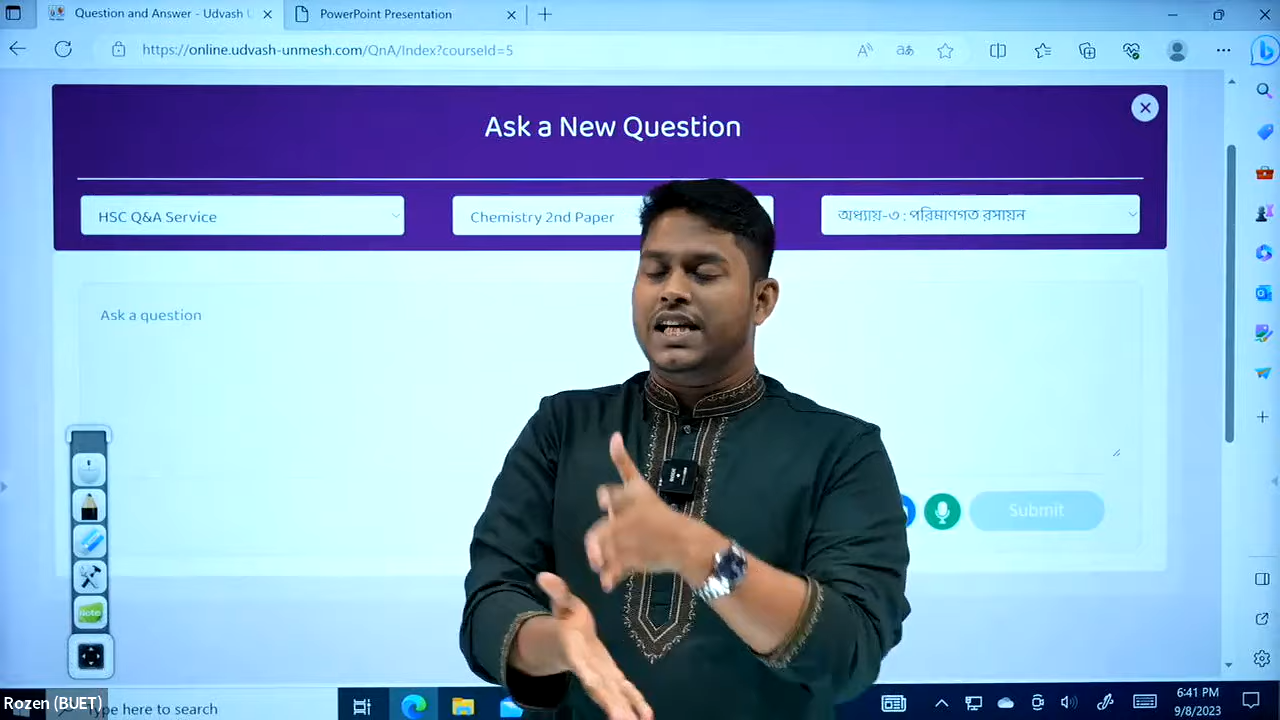 Question and Answer - Udvash U
PowerPoint Presentation
https://online.udvash-unmesh.com/QnA/Index?courseId=5
Ask a New Question
HSC Q&A Service
Chemistry 2nd Paper
অধ্যায়-৩ : পরিমাণগত রসায়ন
Ask a question
Submit
Note
Rozen (BUET)
Type here to search
6:41 PM
9/8/2023